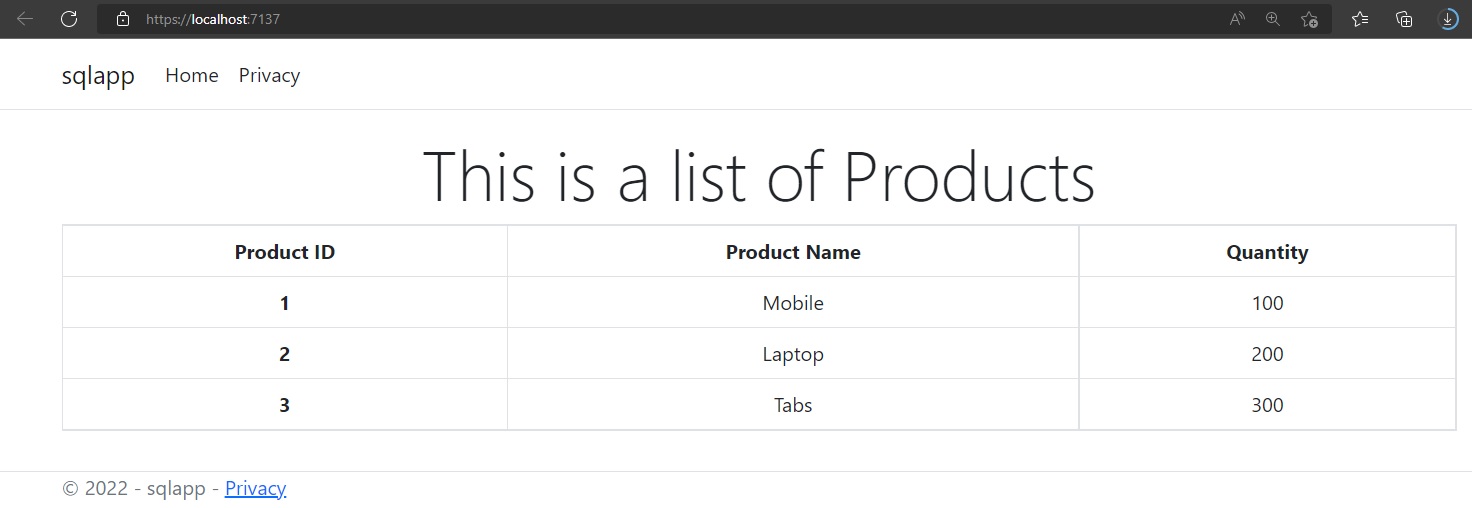 https://localhost:7137
sqlapp Home Privacy
This is a list of Products
Product ID Product Name Quantity
1 Mobile 100
2 Laptop 200
3 Tabs 300
© 2022 - sqlapp - Privacy